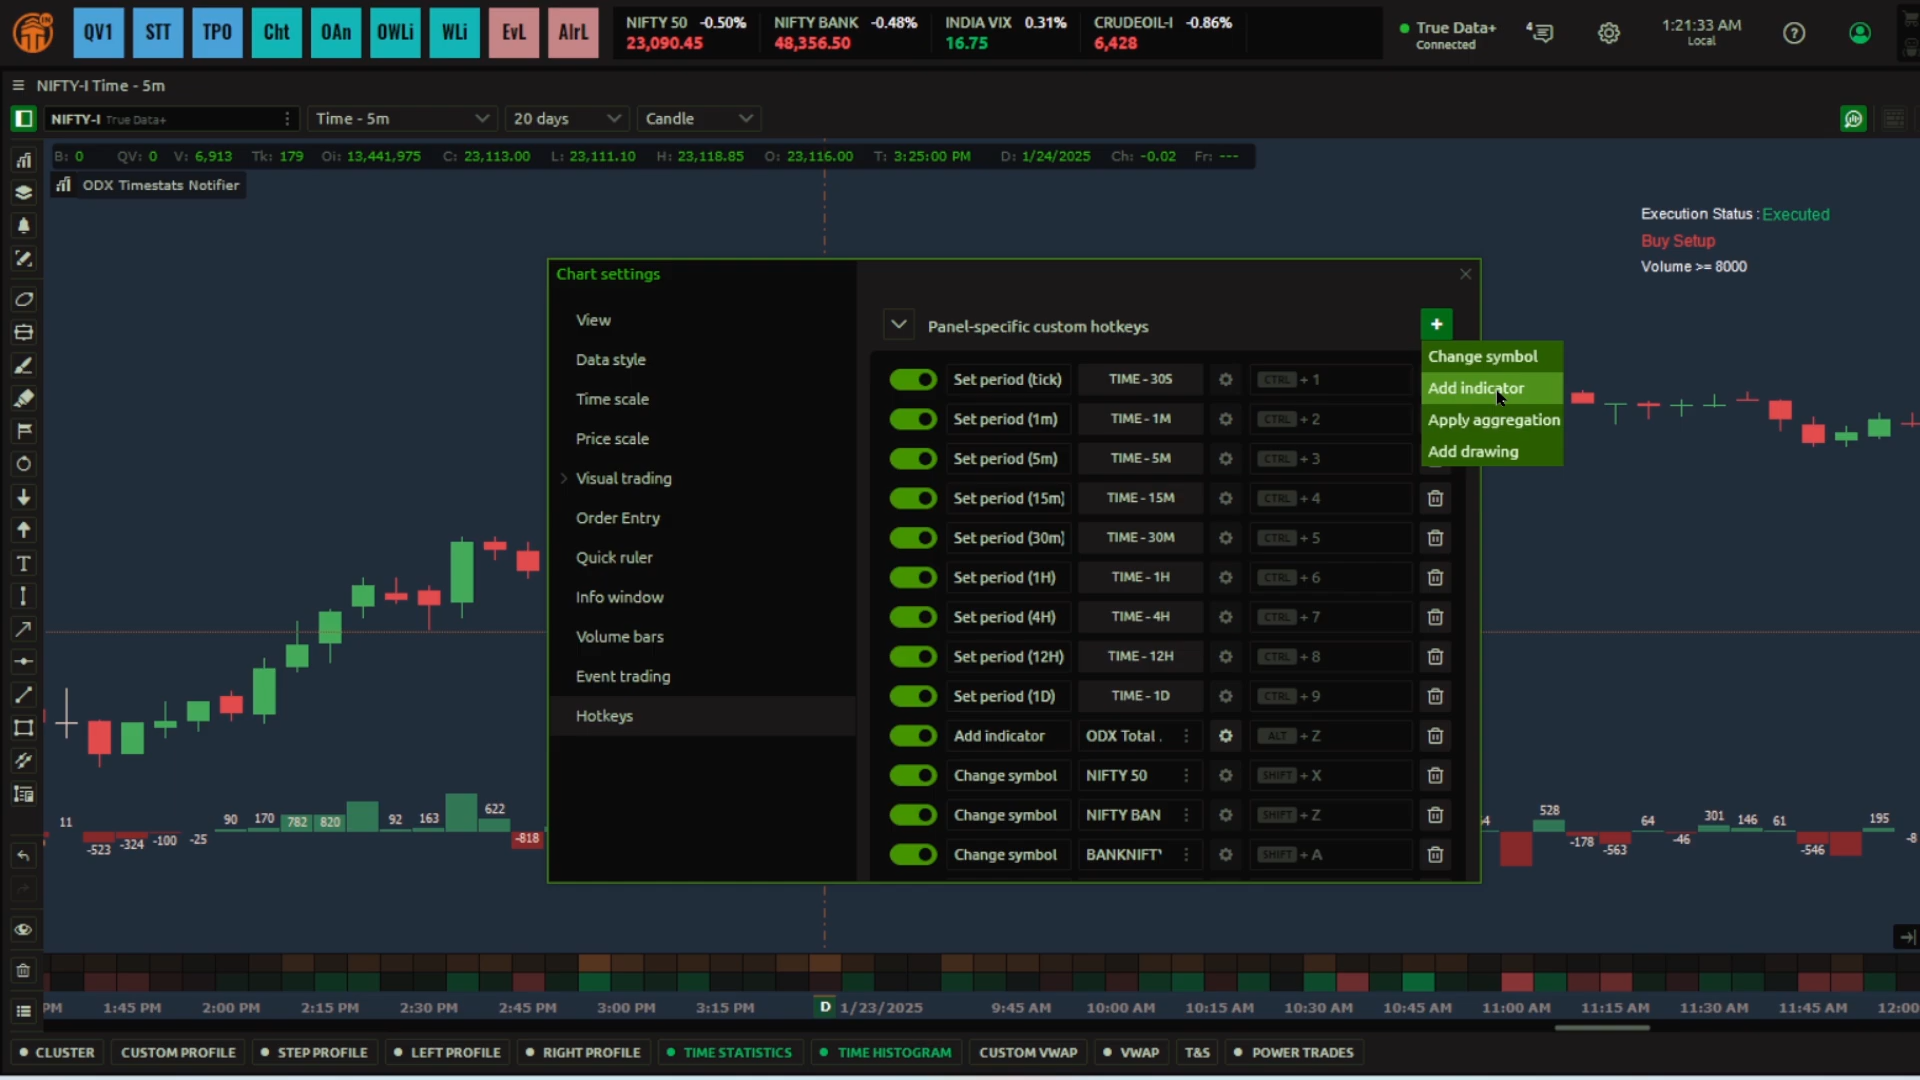 QV1 STT TPO Cht OAn OWLi WLi EvL AlrL
NIFTY 50 -0.50% NIFTY BANK -0.48% INDIA VIX 0.31% CRUDEOIL-I -0.86%
23,090.45 48,356.50 16.75 6,428
True Data+
Connected
4
1:21:33 AM
Local
NIFTY-I Time - 5m
NIFTY-I True Data+ Time - 5m 20 days Candle
B: 0 QV: 0 V: 6,913 Tk: 179 Oi: 13,441,975 C: 23,113.00 L: 23,111.10 H: 23,118.85 O: 23,116.00 T: 3:25:00 PM D: 1/24/2025 Ch: -0.02 Fr: ---
ODX Timestats Notifier
Execution Status : Executed
Buy Setup
Volume >= 8000
Chart settings
View
Data style
Time scale
Price scale
Visual trading
Order Entry
Quick ruler
Info window
Volume bars
Event trading
Hotkeys
Panel-specific custom hotkeys
Change symbol
Add indicator
Apply aggregation
Add drawing
Set period (tick) TIME - 30S CTRL + 1
Set period (1m) TIME - 1M CTRL + 2
Set period (5m) TIME - 5M CTRL + 3
Set period (15m) TIME - 15M CTRL + 4
Set period (30m) TIME - 30M CTRL + 5
Set period (1H) TIME - 1H CTRL + 6
Set period (4H) TIME - 4H CTRL + 7
Set period (12H) TIME - 12H CTRL + 8
Set period (1D) TIME - 1D CTRL + 9
Add indicator ODX Total . ALT + Z
Change symbol NIFTY 50 SHIFT + X
Change symbol NIFTY BAN SHIFT + Z
Change symbol BANKNIFT SHIFT + A
11 -523 -324 -100 -25 90 170 782 820 92 163 622 -818
528 -178 -563 64 -46 301 146 61 -546 195 -8
PM 1:45 PM 2:00 PM 2:15 PM 2:30 PM 2:45 PM 3:00 PM 3:15 PM D 1/23/2025 9:45 AM 10:00 AM 10:15 AM 10:30 AM 10:45 AM 11:00 AM 11:15 AM 11:30 AM 11:45 AM 12:00
CLUSTER CUSTOM PROFILE STEP PROFILE LEFT PROFILE RIGHT PROFILE TIME STATISTICS TIME HISTOGRAM CUSTOM VWAP VWAP T&S POWER TRADES